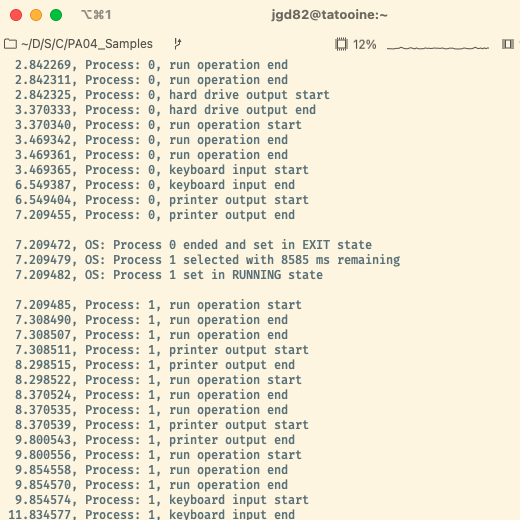 ⌥⌘1
jgd82@tatooine:~
~/D/S/C/PA04_Samples
12%
2.842269, Process: 0, run operation end
2.842311, Process: 0, run operation end
2.842325, Process: 0, hard drive output start
3.370333, Process: 0, hard drive output end
3.370340, Process: 0, run operation start
3.469342, Process: 0, run operation end
3.469361, Process: 0, run operation end
3.469365, Process: 0, keyboard input start
6.549387, Process: 0, keyboard input end
6.549404, Process: 0, printer output start
7.209455, Process: 0, printer output end
7.209472, OS: Process 0 ended and set in EXIT state
7.209479, OS: Process 1 selected with 8585 ms remaining
7.209482, OS: Process 1 set in RUNNING state
7.209485, Process: 1, run operation start
7.308490, Process: 1, run operation end
7.308507, Process: 1, run operation end
7.308511, Process: 1, printer output start
8.298515, Process: 1, printer output end
8.298522, Process: 1, run operation start
8.370524, Process: 1, run operation end
8.370535, Process: 1, run operation end
8.370539, Process: 1, printer output start
9.800543, Process: 1, printer output end
9.800556, Process: 1, run operation start
9.854558, Process: 1, run operation end
9.854570, Process: 1, run operation end
9.854574, Process: 1, keyboard input start
11.834577, Process: 1, keyboard input end